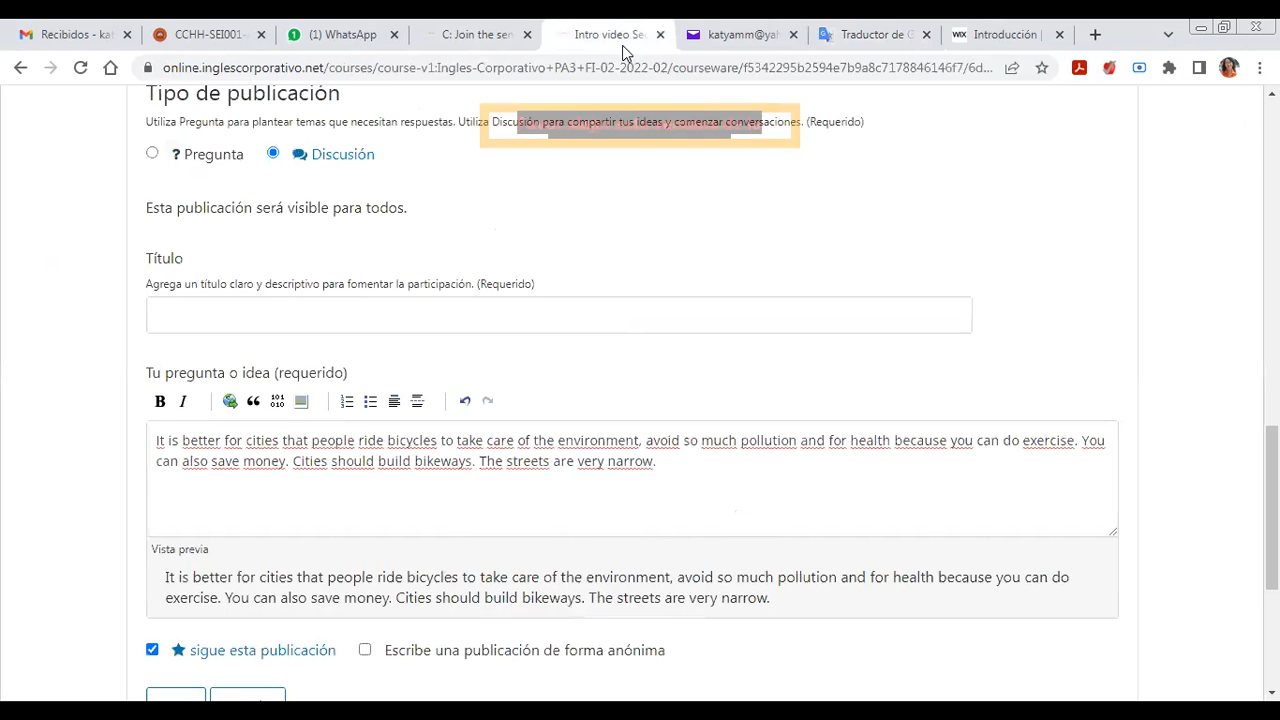 Recibidos - kat
CCHH-SEI001-
(1) WhatsApp
C: Join the sen
Intro video Sec
katyamm@yah
Traductor de G
WIX Introducción |
online.inglescorporativo.net/courses/course-v1:Ingles-Corporativo+PA3+FI-02-2022-02/courseware/f5342295b2594e7b9a8c7178846146f7/6d...
Tipo de publicación
Utiliza Pregunta para plantear temas que necesitan respuestas. Utiliza Discusión para compartir tus ideas y comenzar conversaciones. (Requerido)
? Pregunta
Discusión
Esta publicación será visible para todos.
Título
Agrega un título claro y descriptivo para fomentar la participación. (Requerido)
Tu pregunta o idea (requerido)
B I
101
010
It is better for cities that people ride bicycles to take care of the environment, avoid so much pollution and for health because you can do exercise. You
can also save money. Cities should build bikeways. The streets are very narrow.
Vista previa
It is better for cities that people ride bicycles to take care of the environment, avoid so much pollution and for health because you can do
exercise. You can also save money. Cities should build bikeways. The streets are very narrow.
sigue esta publicación
Escribe una publicación de forma anónima